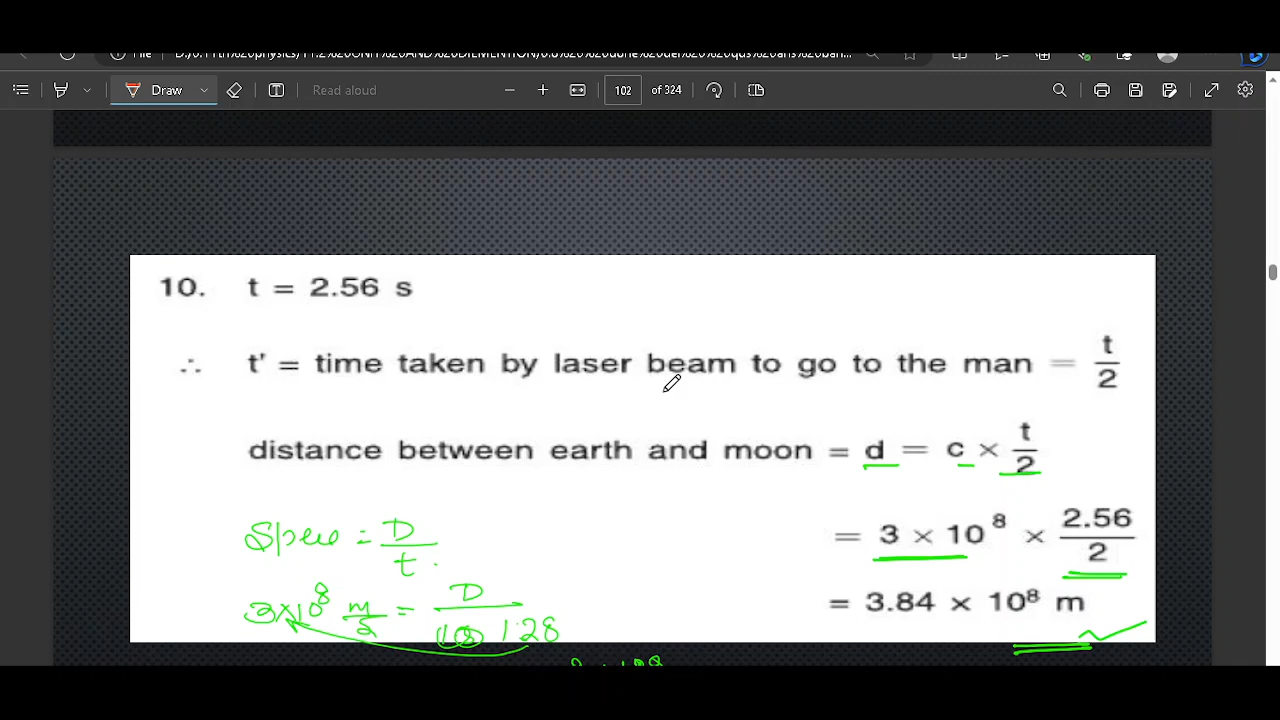 Draw
Read aloud
102 of 324
10. t = 2.56 s
∴ t' = time taken by laser beam to go to the man = t/2
distance between earth and moon = d = c × t/2
= 3 × 10⁸ × 2.56/2
= 3.84 × 10⁸ m
= D/t
3×10⁸ m/s = D/ 1.28